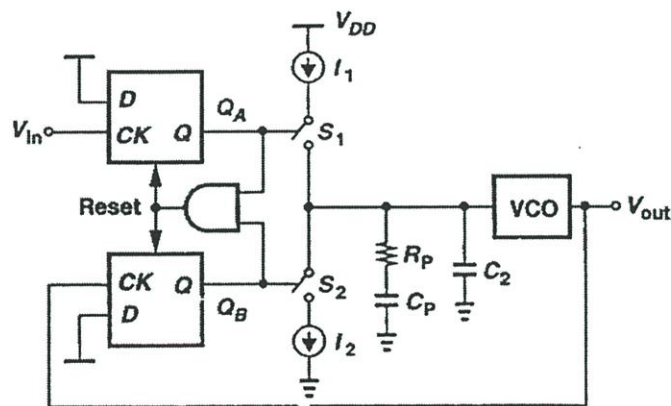 V_DD
I_1
D
Q_A
V_in
CK
Q
S_1
Reset
VCO
V_out
R_P
C_2
CK
Q
S_2
C_P
D
Q_B
I_2